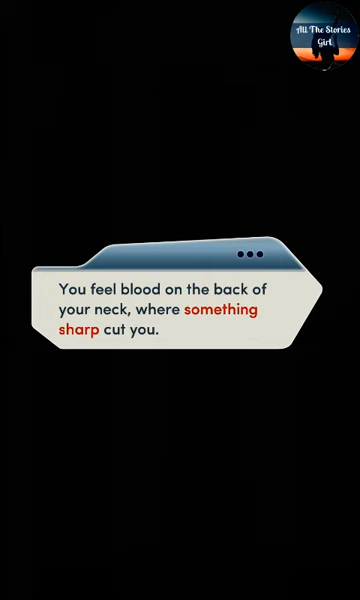 All The Stories
Girl
You feel blood on the back of
your neck, where something
sharp cut you.